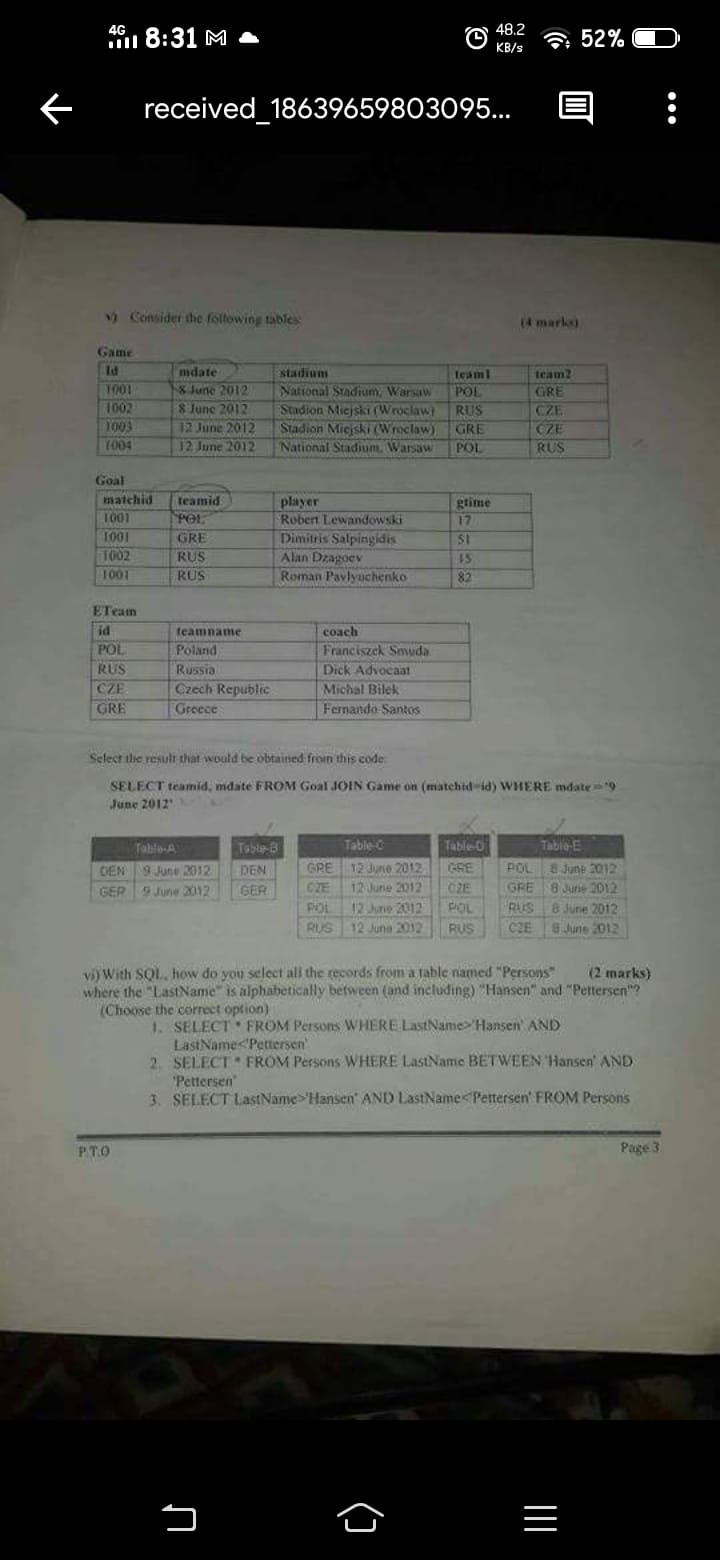 4G 8:31 48.2 KB/s 52%
received_18639659803095...
v) Consider the following tables: (4 marks)
Game
Id mdate stadium team1 team2
1001 8 June 2012 National Stadium, Warsaw POL GRE
1002 8 June 2012 Stadion Miejski (Wroclaw) RUS CZE
1003 12 June 2012 Stadion Miejski (Wroclaw) GRE CZE
1004 12 June 2012 National Stadium, Warsaw POL RUS
Goal
matchid teamid player gtime
1001 POL Robert Lewandowski 17
1001 GRE Dimitris Salpingidis 51
1002 RUS Alan Dzagoev 15
1001 RUS Roman Pavlyuchenko 82
ETeam
id teamname coach
POL Poland Franciszek Smuda
RUS Russia Dick Advocaat
CZE Czech Republic Michal Bilek
GRE Greece Fernando Santos
Select the result that would be obtained from this code:
SELECT teamid, mdate FROM Goal JOIN Game on (matchid=id) WHERE mdate = '9
June 2012'
Table-A Table-B Table-C Table-D Table-E
DEN 9 June 2012 DEN GRE 12 June 2012 GRE POL 8 June 2012
GER 9 June 2012 GER CZE 12 June 2012 CZE GRE 8 June 2012
POL 12 June 2012 POL RUS 8 June 2012
RUS 12 June 2012 RUS CZE 8 June 2012
vi) With SQL, how do you select all the records from a table named "Persons" (2 marks)
where the "LastName" is alphabetically between (and including) "Hansen" and "Pettersen"?
(Choose the correct option)
1. SELECT * FROM Persons WHERE LastName>'Hansen' AND
LastName<'Pettersen'
2. SELECT * FROM Persons WHERE LastName BETWEEN 'Hansen' AND
'Pettersen'
3. SELECT LastName>'Hansen' AND LastName<'Pettersen' FROM Persons
P.T.O Page 3